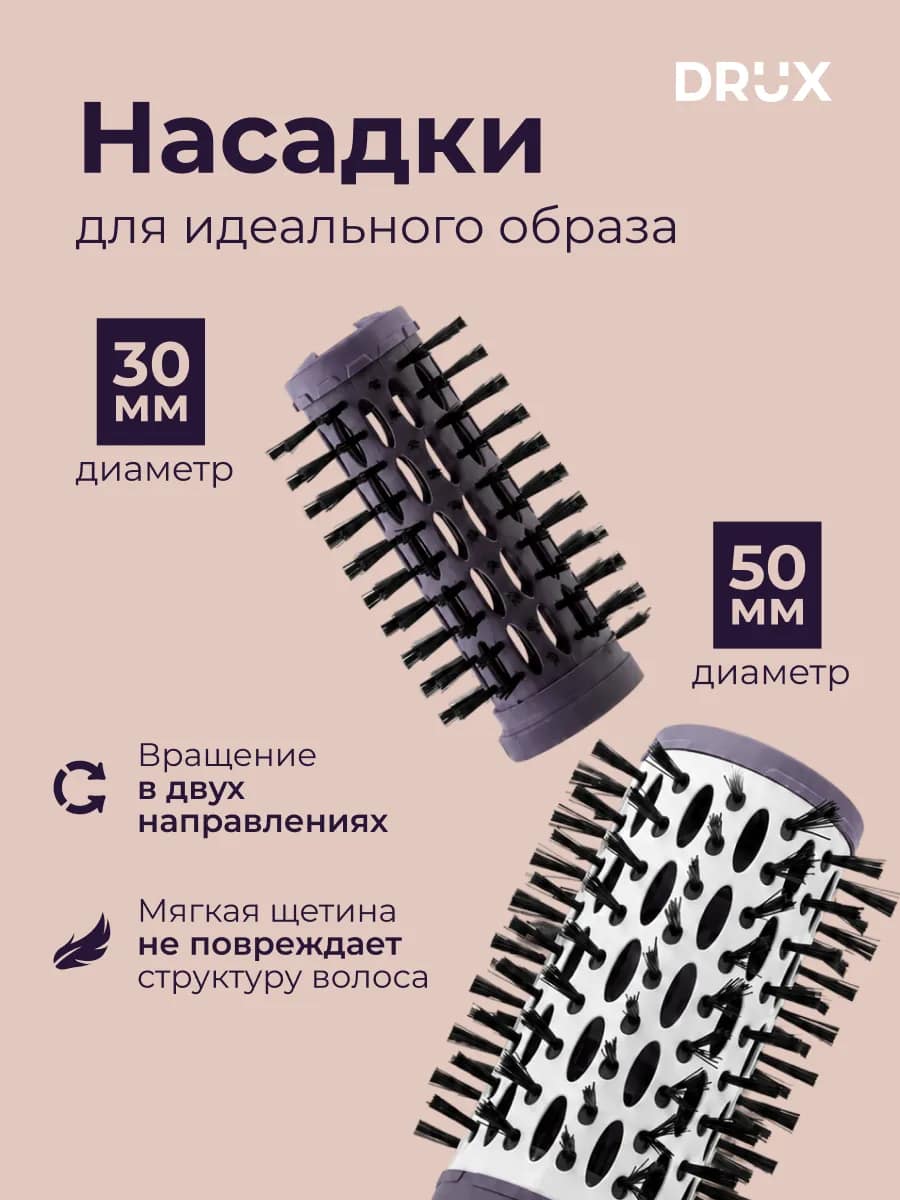 DRUX
Насадки
для идеального образа
30
мм
диаметр
50
мм
диаметр
Вращение
в двух
направлениях
Мягкая щетина
не повреждает
структуру волоса